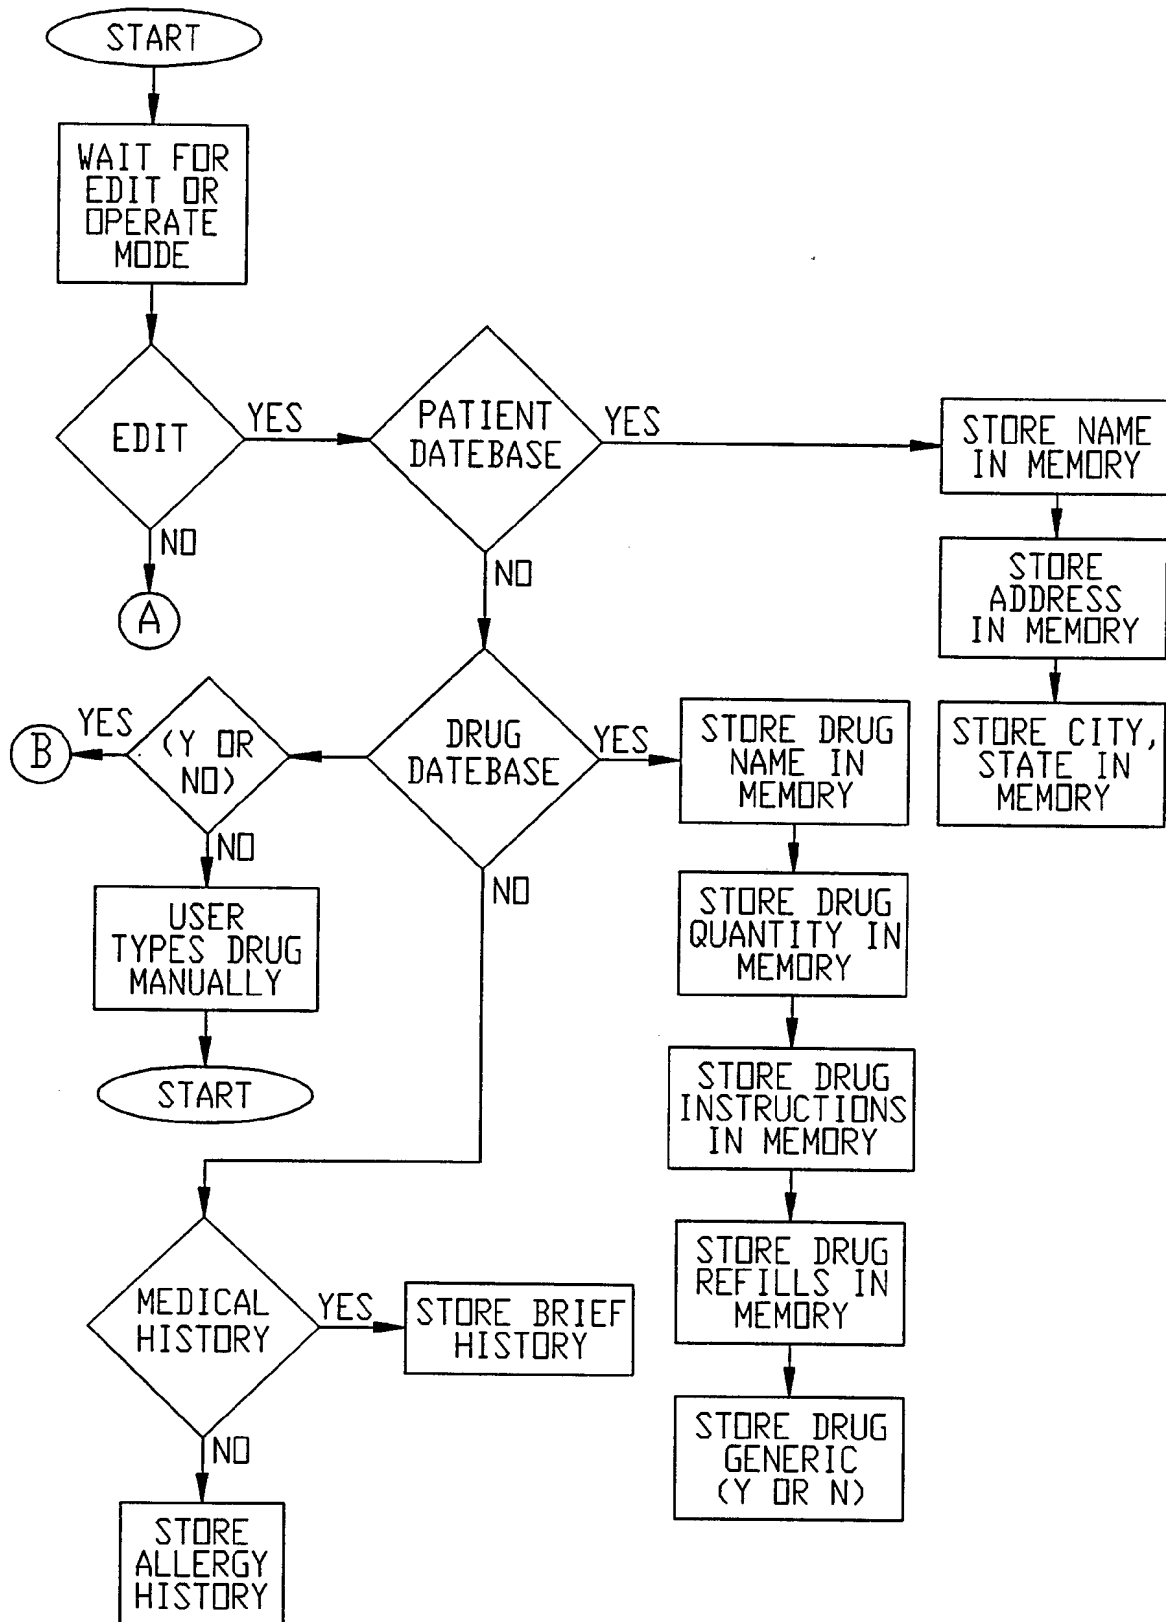 START
WAIT FOR
EDIT OR
OPERATE
MODE
EDIT
YES
NO
A
PATIENT
DATEBASE
YES
NO
STORE NAME
IN MEMORY
STORE
ADDRESS
IN MEMORY
STORE CITY,
STATE IN
MEMORY
DRUG
DATEBASE
YES
NO
(Y OR
NO)
YES
B
NO
USER
TYPES DRUG
MANUALLY
START
STORE DRUG
NAME IN
MEMORY
STORE DRUG
QUANTITY IN
MEMORY
STORE DRUG
INSTRUCTIONS
IN MEMORY
STORE DRUG
REFILLS IN
MEMORY
STORE DRUG
GENERIC
(Y OR N)
MEDICAL
HISTORY
YES
STORE BRIEF
HISTORY
NO
STORE
ALLERGY
HISTORY